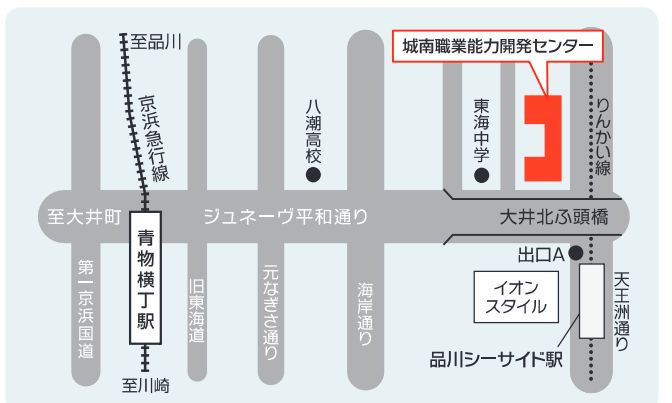 至品川
城南職業能力開発センター
京浜急行線
八潮高校
東海中学
りんかい線
至大井町
ジュネーヴ平和通り
大井北ふ頭橋
青物横丁駅
出口A
第一京浜国道
旧東海道
元なぎさ通り
海岸通り
イオン
スタイル
天王洲通り
品川シーサイド駅
至川崎